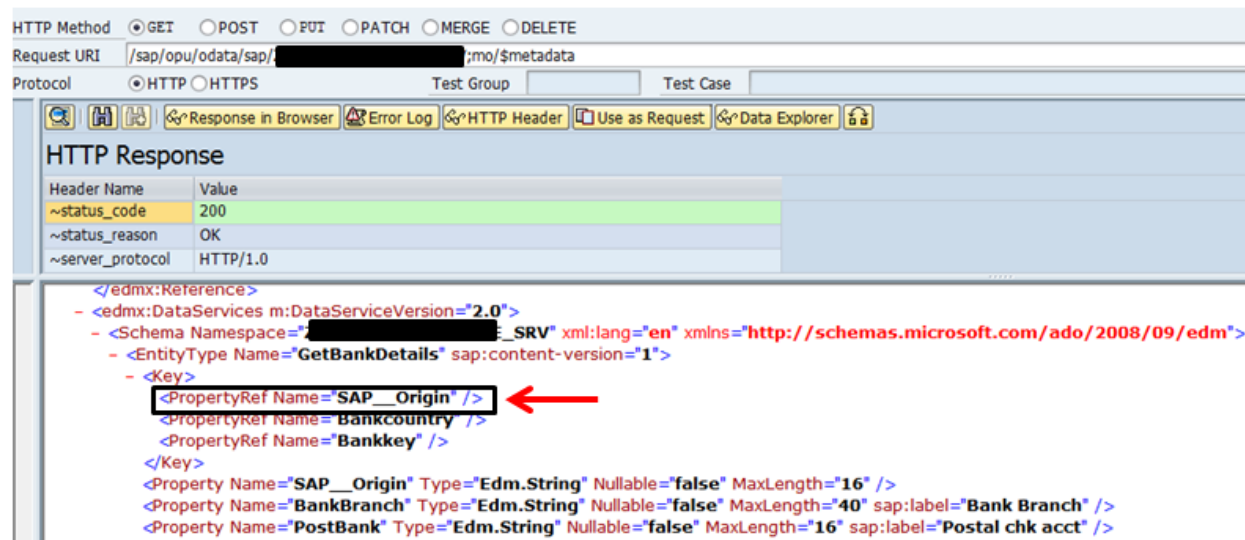 HTTP Method GET POST PUT PATCH MERGE DELETE
Request URI /sap/opu/odata/sap/ ;mo/$metadata
Protocol HTTP HTTPS Test Group Test Case
Response in Browser Error Log HTTP Header Use as Request Data Explorer
HTTP Response
Header Name Value
~status_code 200
~status_reason OK
~server_protocol HTTP/1.0
</edmx:Reference>
- <edmx:DataServices m:DataServiceVersion="2.0">
- <Schema Namespace=" E_SRV" xml:lang="en" xmlns="http://schemas.microsoft.com/ado/2008/09/edm">
- <EntityType Name="GetBankDetails" sap:content-version="1">
- <Key>
<PropertyRef Name="SAP__Origin" />
<PropertyRef Name="Bankcountry" />
<PropertyRef Name="Bankkey" />
</Key>
<Property Name="SAP__Origin" Type="Edm.String" Nullable="false" MaxLength="16" />
<Property Name="BankBranch" Type="Edm.String" Nullable="false" MaxLength="40" sap:label="Bank Branch" />
<Property Name="PostBank" Type="Edm.String" Nullable="false" MaxLength="16" sap:label="Postal chk acct" />